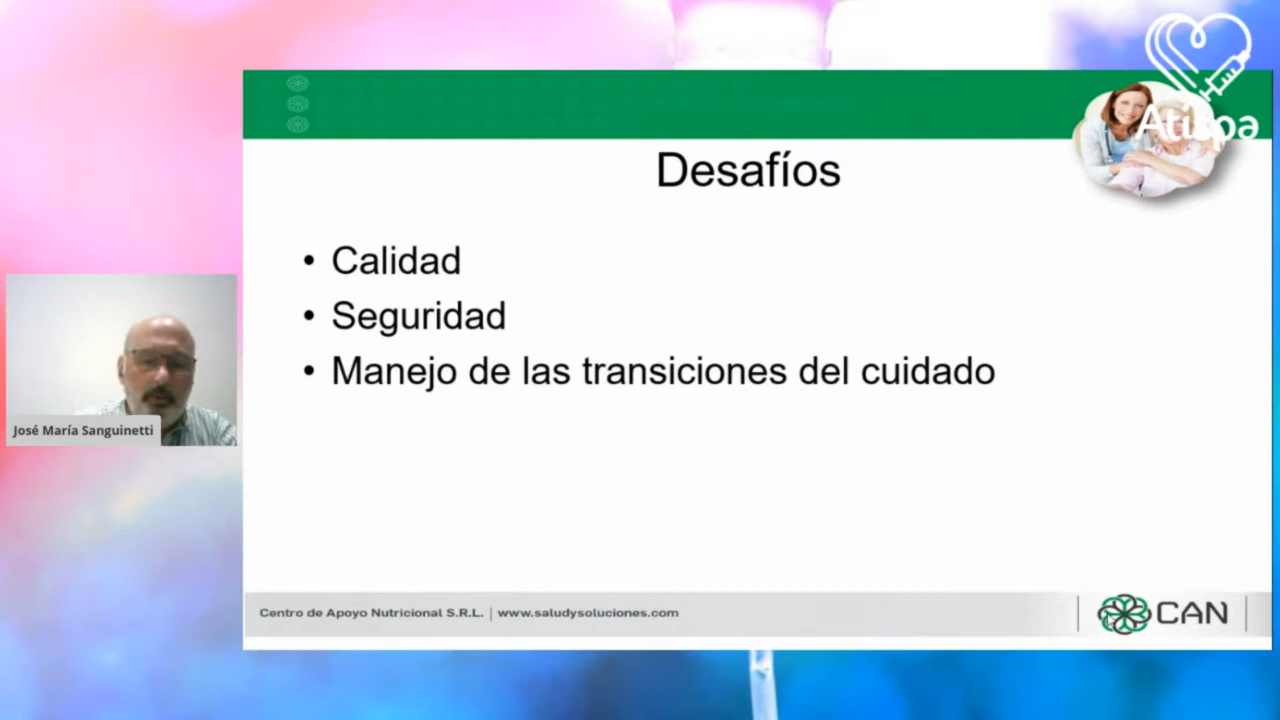 Atispa
Desafíos
• Calidad
• Seguridad
• Manejo de las transiciones del cuidado
José María Sanguinetti
Centro de Apoyo Nutricional S.R.L. | www.saludysoluciones.com
CAN